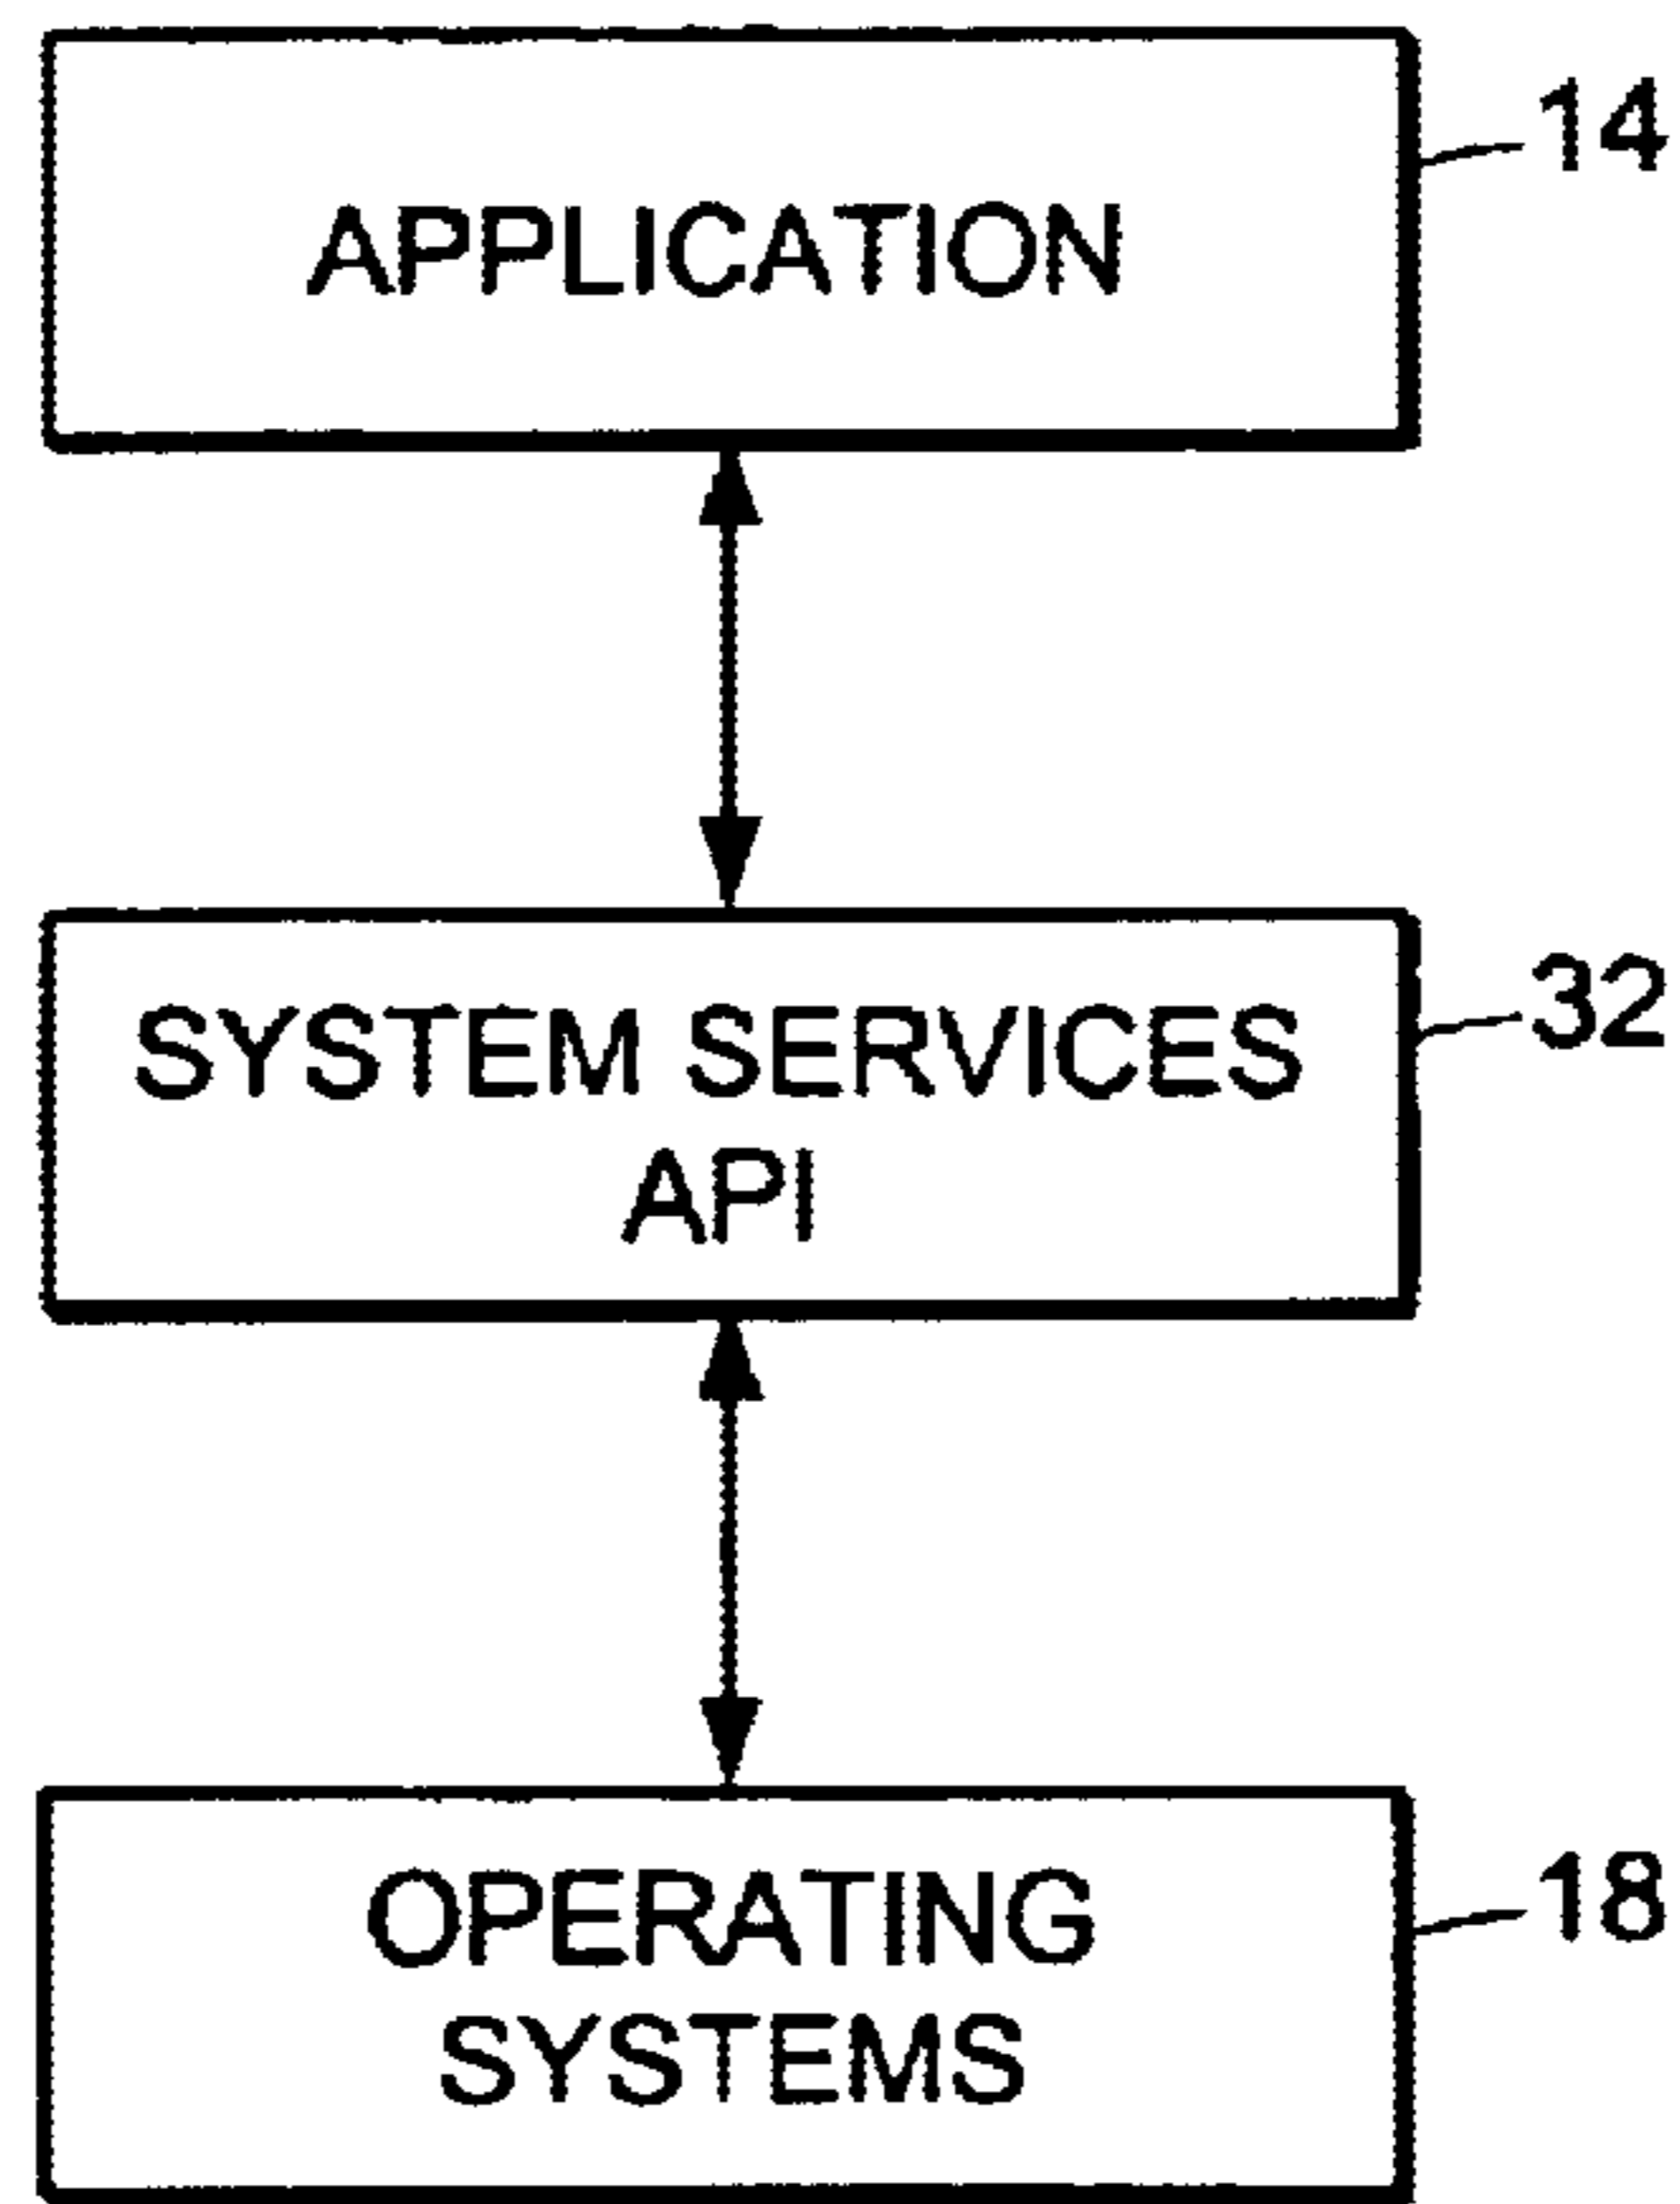 14
APPLICATION
32
SYSTEM SERVICES
API
18
OPERATING
SYSTEMS